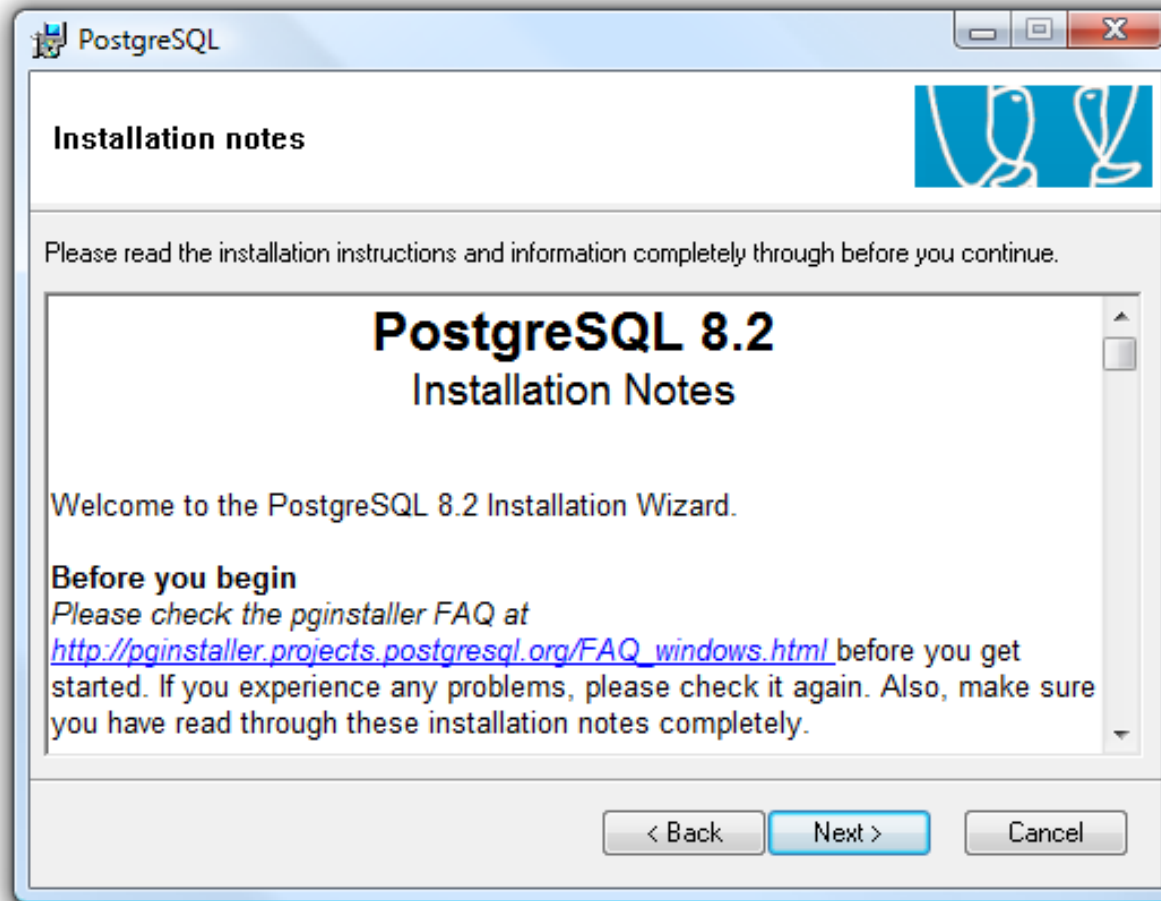 PostgreSQL
Installation notes
Please read the installation instructions and information completely through before you continue.
PostgreSQL 8.2
Installation Notes
Welcome to the PostgreSQL 8.2 Installation Wizard.
Before you begin
Please check the pginstaller FAQ at
http://pginstaller.projects.postgresql.org/FAQ_windows.html before you get
started. If you experience any problems, please check it again. Also, make sure
you have read through these installation notes completely.
< Back Next > Cancel